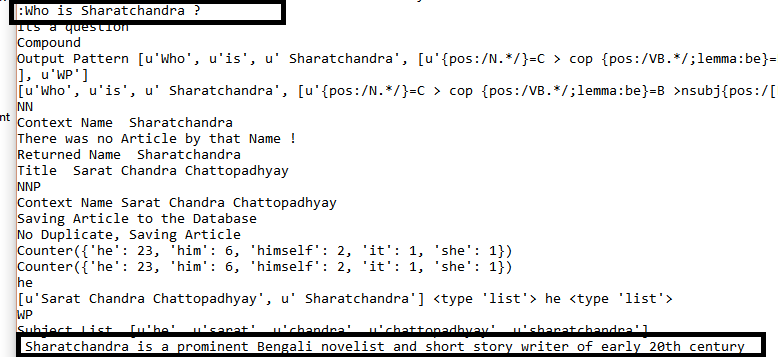 :Who is Sharatchandra ?
Its a question
Compound
Output Pattern [u'Who', u'is', u' Sharatchandra', [u'{pos:/N.*/}=C > cop {pos:/VB.*/;lemma:be}=
], u'WP']
[u'Who', u'is', u' Sharatchandra', [u'{pos:/N.*/}=C > cop {pos:/VB.*/;lemma:be}=B >nsubj{pos:/[
NN
nt
Context Name  Sharatchandra
There was no Article by that Name !
Returned Name  Sharatchandra
Title  Sarat Chandra Chattopadhyay
NNP
Context Name Sarat Chandra Chattopadhyay
Saving Article to the Database
No Duplicate, Saving Article
Counter({'he': 23, 'him': 6, 'himself': 2, 'it': 1, 'she': 1})
Counter({'he': 23, 'him': 6, 'himself': 2, 'it': 1, 'she': 1})
he
[u'Sarat Chandra Chattopadhyay', u' Sharatchandra'] <type 'list'> he <type 'list'>
WP
Subject List  [u'he', u'sarat', u'chandra', u'chattopadhyay', u'sharatchandra']
Sharatchandra is a prominent Bengali novelist and short story writer of early 20th century